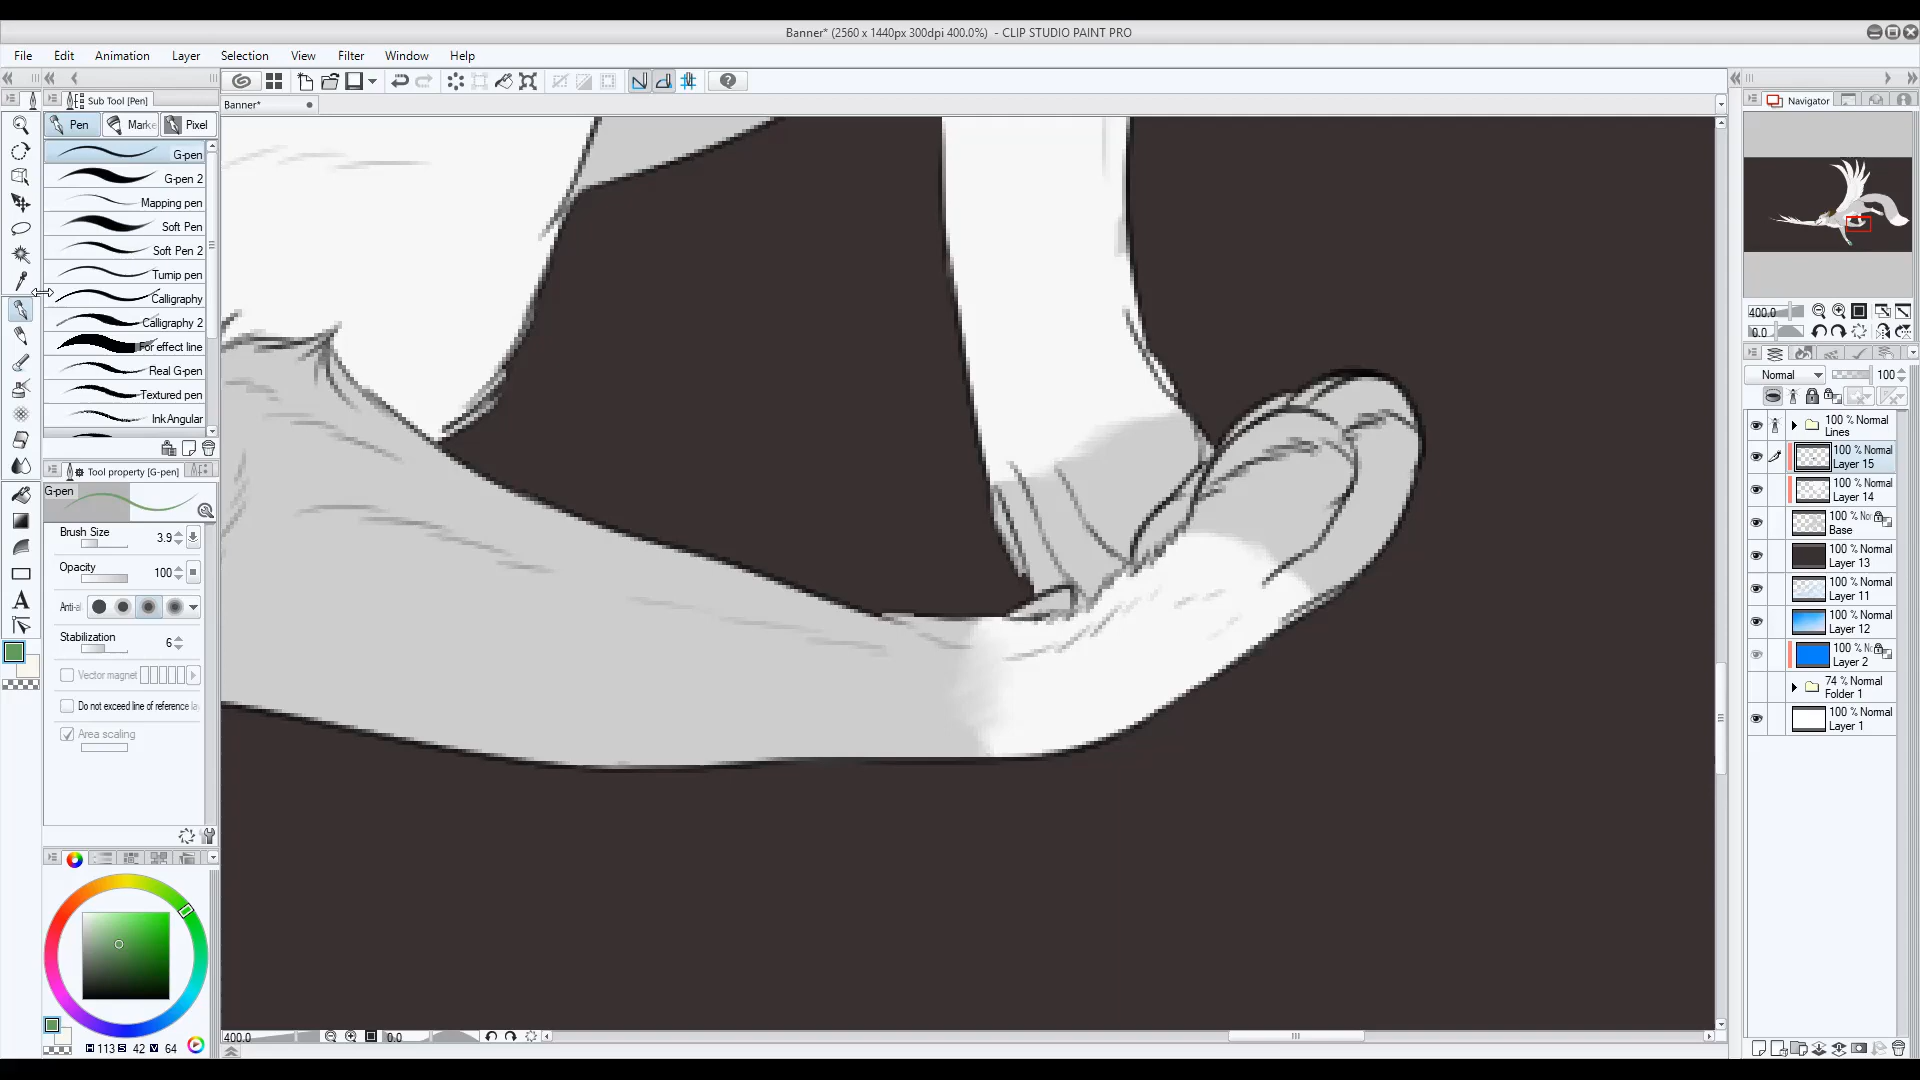 Banner* (2560 x 1440px 300dpi 400.0%) - CLIP STUDIO PAINT PRO
File Edit Animation Layer Selection View Filter Window Help
Sub Tool [Pen]
Banner*
Navigator
Pen Marke Pixel
G-pen
G-pen 2
Mapping pen
Soft Pen
Soft Pen 2
Turnip pen
Calligraphy
Calligraphy 2
For effect line
Real G-pen
Textured pen
Ink Angular
Tool property [G-pen]
G-pen
Brush Size 3.9
Opacity 100
Anti-al
Stabilization 6
Vector magnet
Do not exceed line of reference la
Area scaling
H 113 S 42 V 64
400.0 0.0
400.0
0.0
Normal 100
100 % Normal
Lines
100 % Normal
Layer 15
100 % Normal
Layer 14
100 % No
Base
100 % Normal
Layer 13
100 % Normal
Layer 11
100 % Normal
Layer 12
100 % No
Layer 2
74 % Normal
Folder 1
100 % Normal
Layer 1